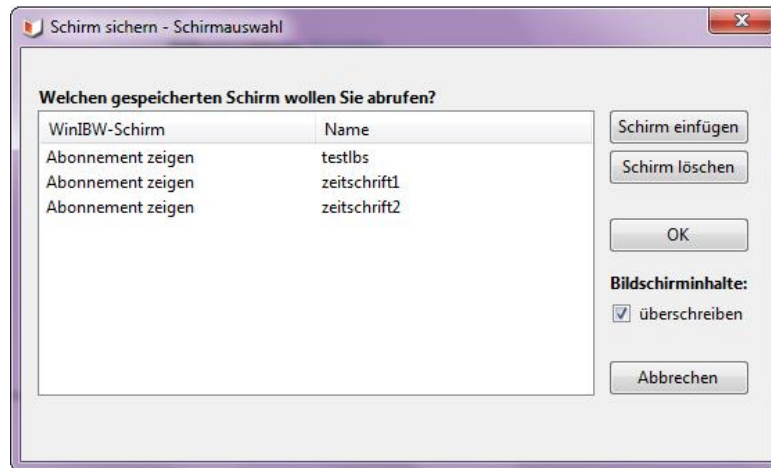 Schirm sichern - Schirmauswahl
Welchen gespeicherten Schirm wollen Sie abrufen?
WinIBW-Schirm Name
Abonnement zeigen testlbs
Abonnement zeigen zeitschrift1
Abonnement zeigen zeitschrift2
Schirm einfügen
Schirm löschen
OK
Bildschirminhalte:
überschreiben
Abbrechen